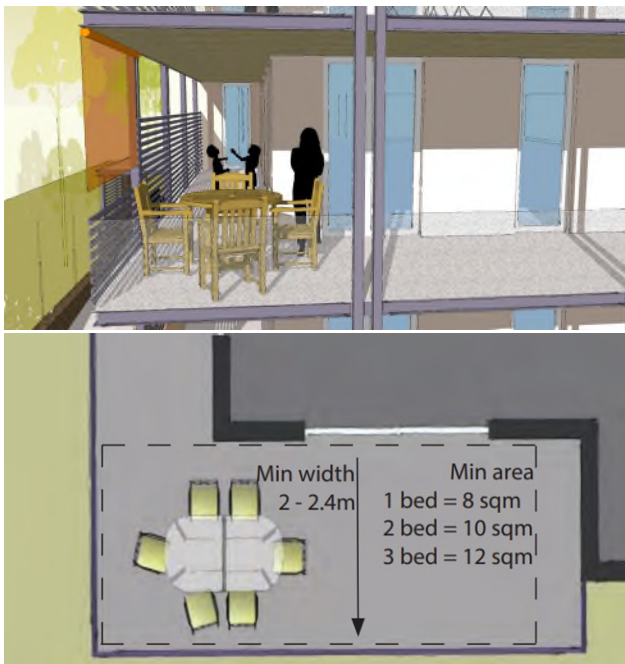 Min width
2 - 2.4m
Min area
1 bed = 8 sqm
2 bed = 10 sqm
3 bed = 12 sqm